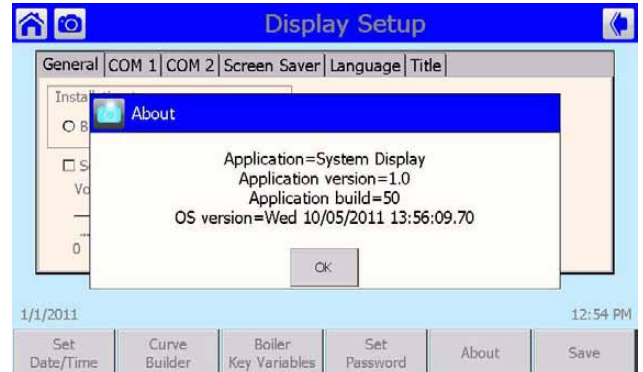 Display Setup
General COM 1 COM 2 Screen Saver Language Title
About
Application=System Display
Application version=1.0
Application build=50
OS version=Wed 10/05/2011 13:56:09.70
0
OK
1/1/2011 12:54 PM
Set Date/Time
Curve Builder
Boiler Key Variables
Set Password
About
Save